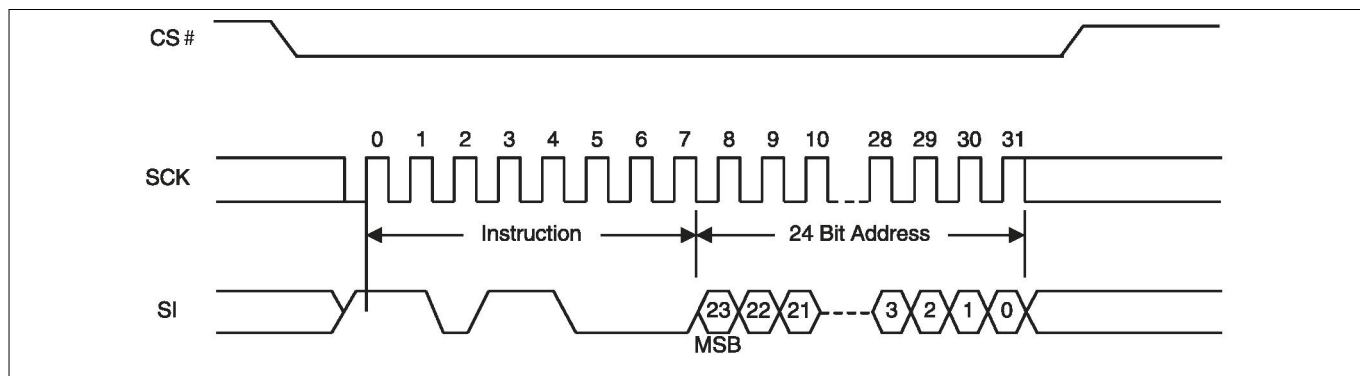 CS #
0 1 2 3 4 5 6 7 8 9 10 28 29 30 31
SCK
Instruction 24 Bit Address
SI 23 22 21 3 2 1 0
MSB